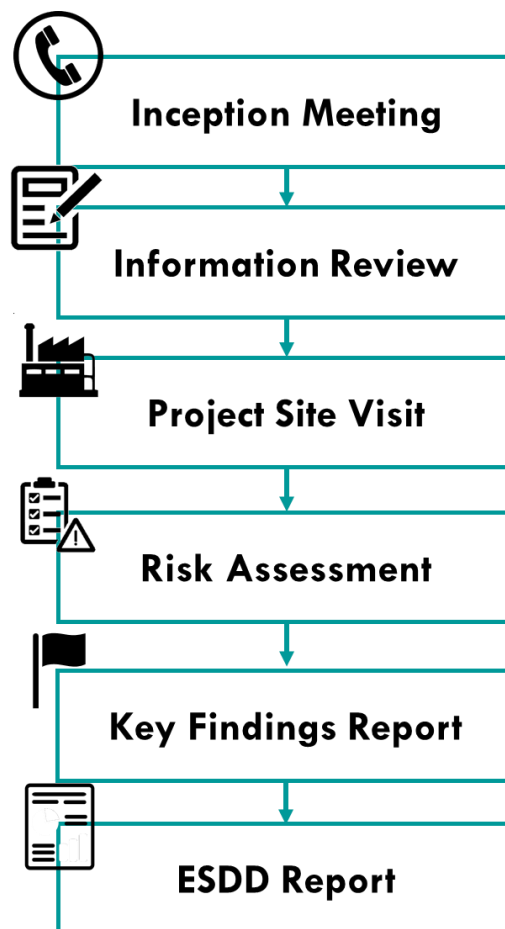 Inception Meeting
Information Review
Project Site Visit
Risk Assessment
Key Findings Report
ESDD Report